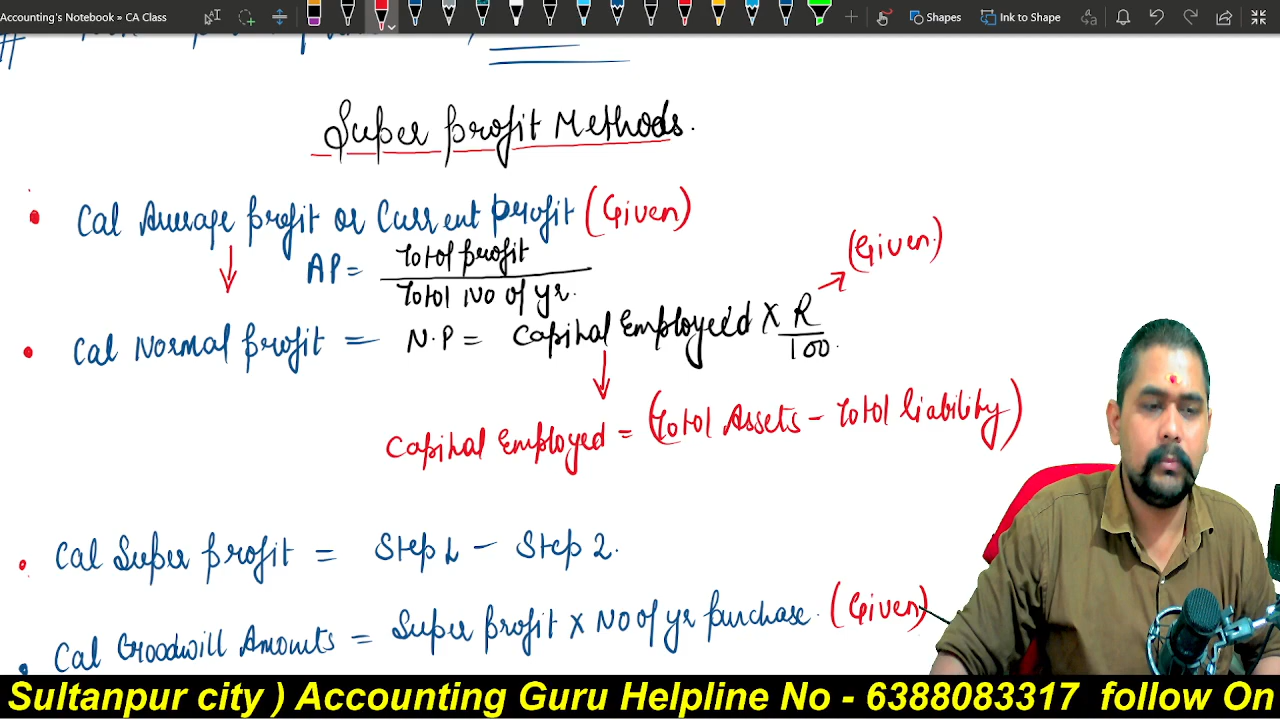 Accounting's Notebook » CA Class
Shapes
Ink to Shape
Super profit Methods.
Cal Average profit or Current profit (Given)
AP = Total profit
Total No of yr.
(Given)
Cal Normal profit = N.P = Capital Employed X R
100
Capital Employed = (Total Assets - Total liability)
Cal Super profit = Step 1 - Step 2.
Cal Goodwill Amounts = Super profit X No of yr purchase. (Given)
Sultanpur city ) Accounting Guru Helpline No - 6388083317 follow On